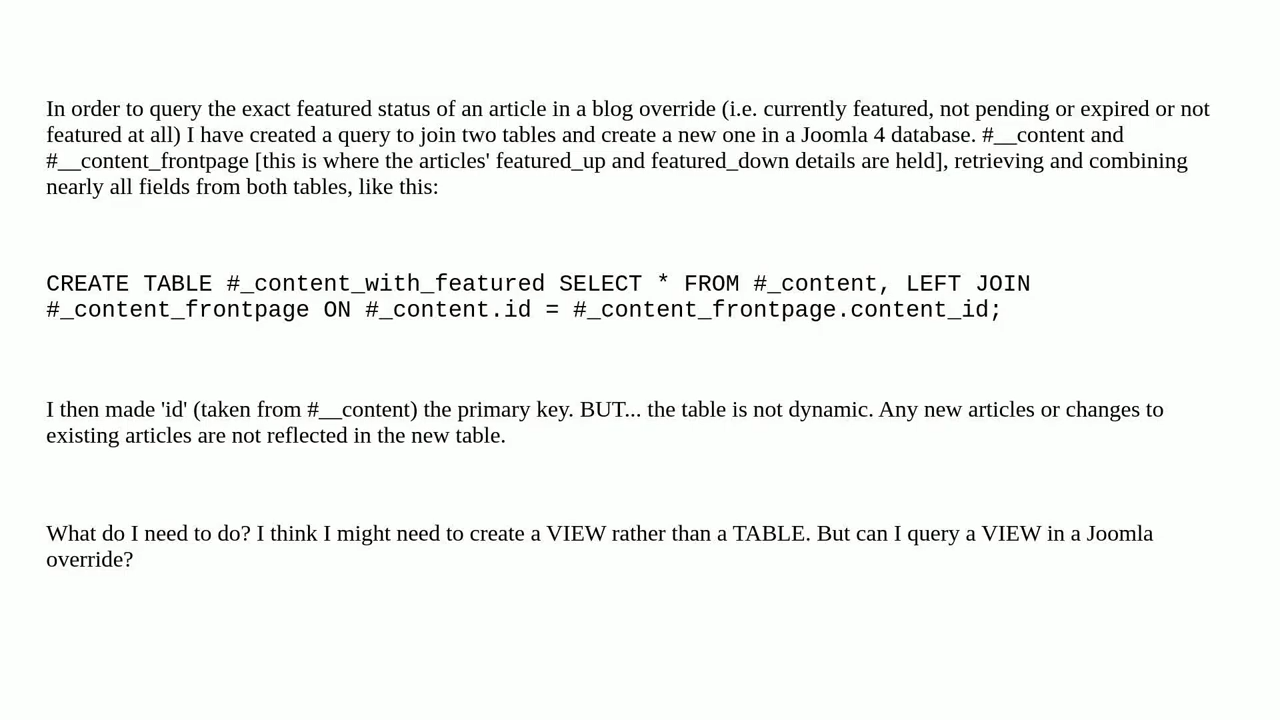 In order to query the exact featured status of an article in a blog override (i.e. currently featured, not pending or expired or not
featured at all) I have created a query to join two tables and create a new one in a Joomla 4 database. #__content and
#__content_frontpage [this is where the articles' featured_up and featured_down details are held], retrieving and combining
nearly all fields from both tables, like this:
CREATE TABLE #_content_with_featured SELECT * FROM #_content, LEFT JOIN
#_content_frontpage ON #_content.id = #_content_frontpage.content_id;
I then made 'id' (taken from #__content) the primary key. BUT... the table is not dynamic. Any new articles or changes to
existing articles are not reflected in the new table.
What do I need to do? I think I might need to create a VIEW rather than a TABLE. But can I query a VIEW in a Joomla
override?